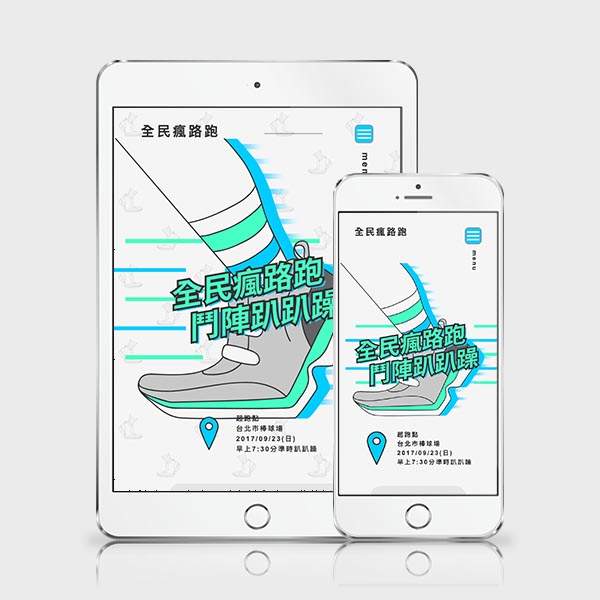 全民瘋路跑
menu
全民瘋路跑
鬥陣趴趴躁
起跑點
台北市棒球場
2017/09/23(日)
早上7:30分準時趴趴躁
全民瘋路跑
menu
全民瘋路跑
鬥陣趴趴躁
起跑點
台北市棒球場
2017/09/23(日)
早上7:30分準時趴趴躁